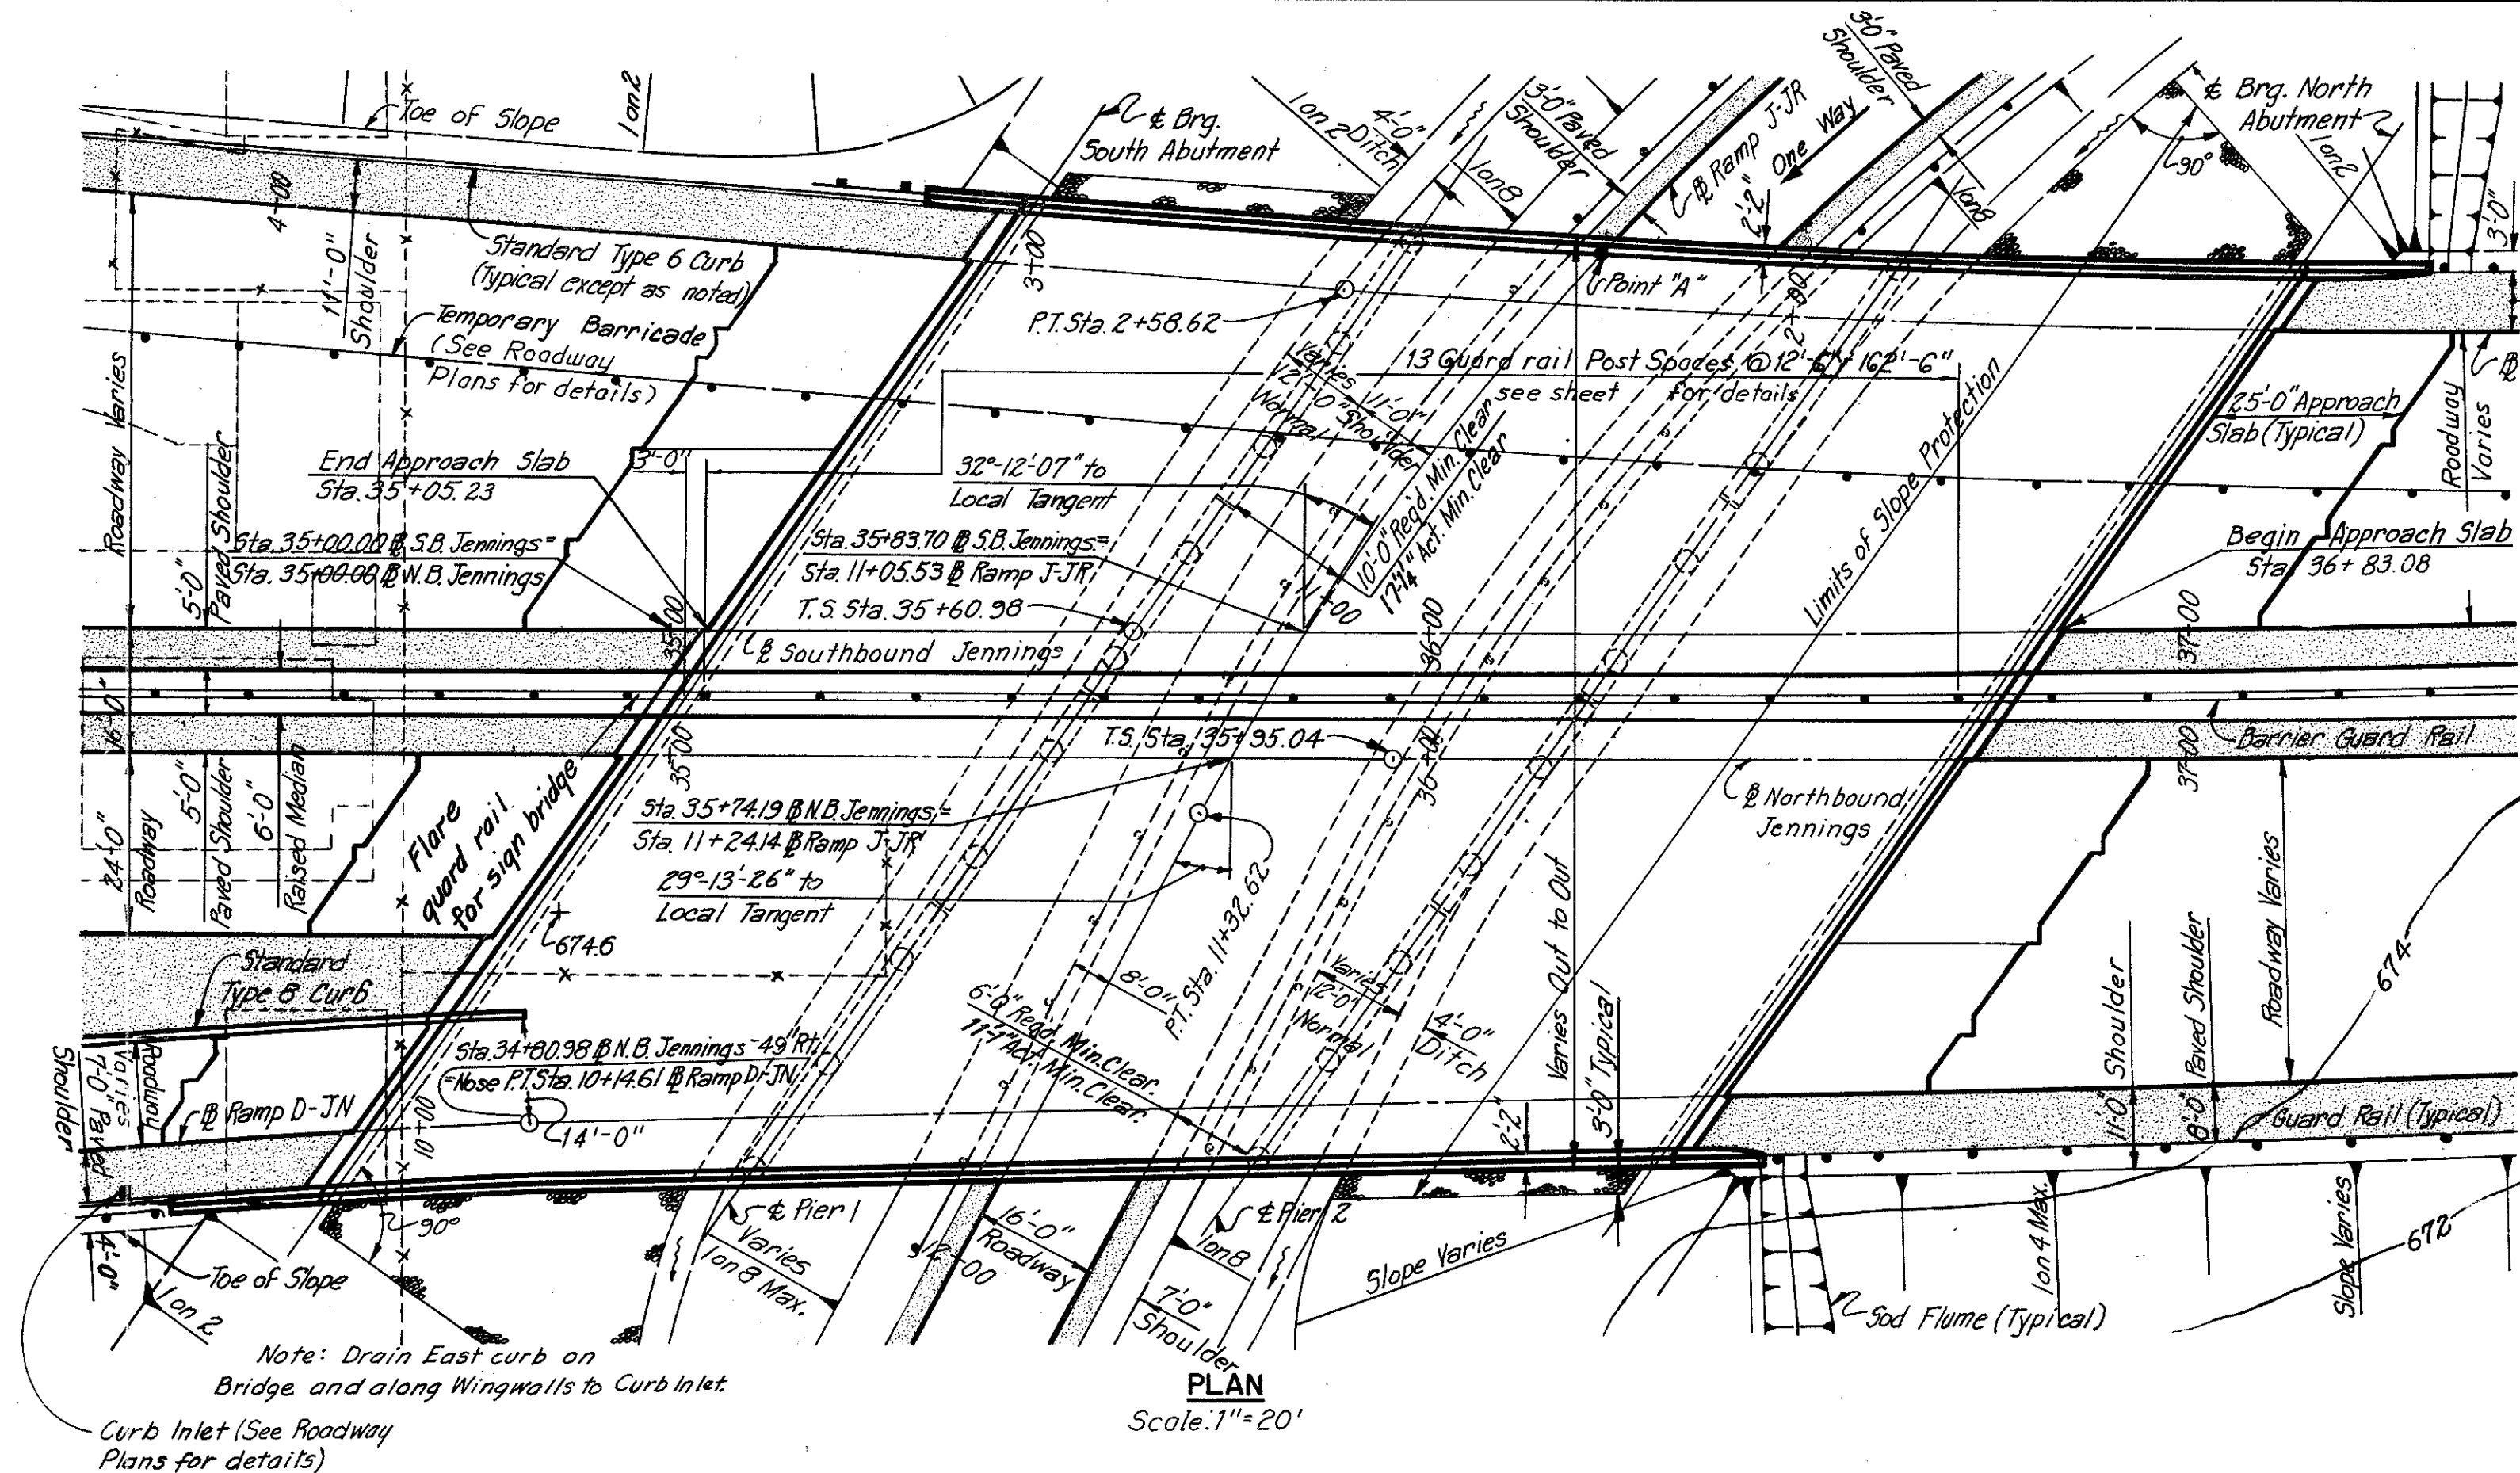 Toe of Slope
1 on 2
℄ Brg.
South Abutment
1 on 2
4'-0"
Ditch
1 on 8
3'-0" Paved
Shoulder
℞ Ramp J-JR
2'-2"
One Way
3'-0" Paved
Shoulder
1 on 8
90°
℄ Brg. North
Abutment
1 on 2
3'-0"
4+00
11'-0"
Shoulder
Standard Type 6 Curb
(Typical except as noted)
3+00
P.T. Sta. 2+58.62
Point "A"
2+00
Temporary Barricade
(See Roadway
Plans for details)
13 Guard rail Post Spaces @ 12'-6" = 162'-6"
see sheet for details
Varies
12'-0"
Normal
11'-0"
Shoulder
10'-0" Req'd. Min. Clear
Act. Min. Clear
Limits of Slope Protection
25'-0" Approach
Slab (Typical)
Roadway
Varies
℞
Roadway Varies
5'-0"
Paved Shoulder
End Approach Slab
Sta. 35+05.23
3'-0"
32°-12'-07" to
Local Tangent
Sta. 35+00.00 ℞ S.B. Jennings =
Sta. 35+00.00 ℞ N.B. Jennings
Sta. 35+83.70 ℞ S.B. Jennings =
Sta. 11+05.53 ℞ Ramp J-JR
T.S. Sta. 35+60.98
11+00
Begin Approach Slab
Sta. 36+83.08
35+00
℞ Southbound Jennings
36+00
37+00
16'-0"
T.S. Sta. 35+95.04
Barrier Guard Rail
35+00
36+00
37+00
24'-0"
Roadway
5'-0"
Paved Shoulder
6'-0"
Raised Median
Flare
guard rail
for sign bridge
Sta. 35+74.19 ℞ N.B. Jennings =
Sta. 11+24.14 ℞ Ramp J-JR
29°-13'-26" to
Local Tangent
℞ Northbound
Jennings
674.6
P.T. Sta. 11+32.62
8'-0"
Varies
12'-0"
Normal
4'-0"
Ditch
Varies Out to Out
3'-0" Typical
2'-2"
11'-0" Shoulder
8'-0" Paved Shoulder
Roadway Varies
674
Standard
Type B Curb
6'-0" Req'd. Min. Clear.
11'-1" Act. Min. Clear.
Sta. 34+80.98 ℞ N.B. Jennings - 49' Rt.
= Nose P.T. Sta. 10+14.61 ℞ Ramp D-JN
14'-0"
Roadway
Varies
7'-0" Paved
Shoulder
℞ Ramp D-JN
10+00
Guard Rail (Typical)
90°
℄ Pier 1
Varies
1 on 8 Max.
12+00
16'-0"
Roadway
℄ Pier 2
1 on 8
7'-0"
Shoulder
Slope Varies
1 on 4 Max.
Slope Varies
672
4'-0"
Toe of Slope
1 on 2
Sod Flume (Typical)
Note: Drain East curb on
Bridge and along Wingwalls to Curb Inlet.
PLAN
Scale: 1"=20'
Curb Inlet (See Roadway
Plans for details)